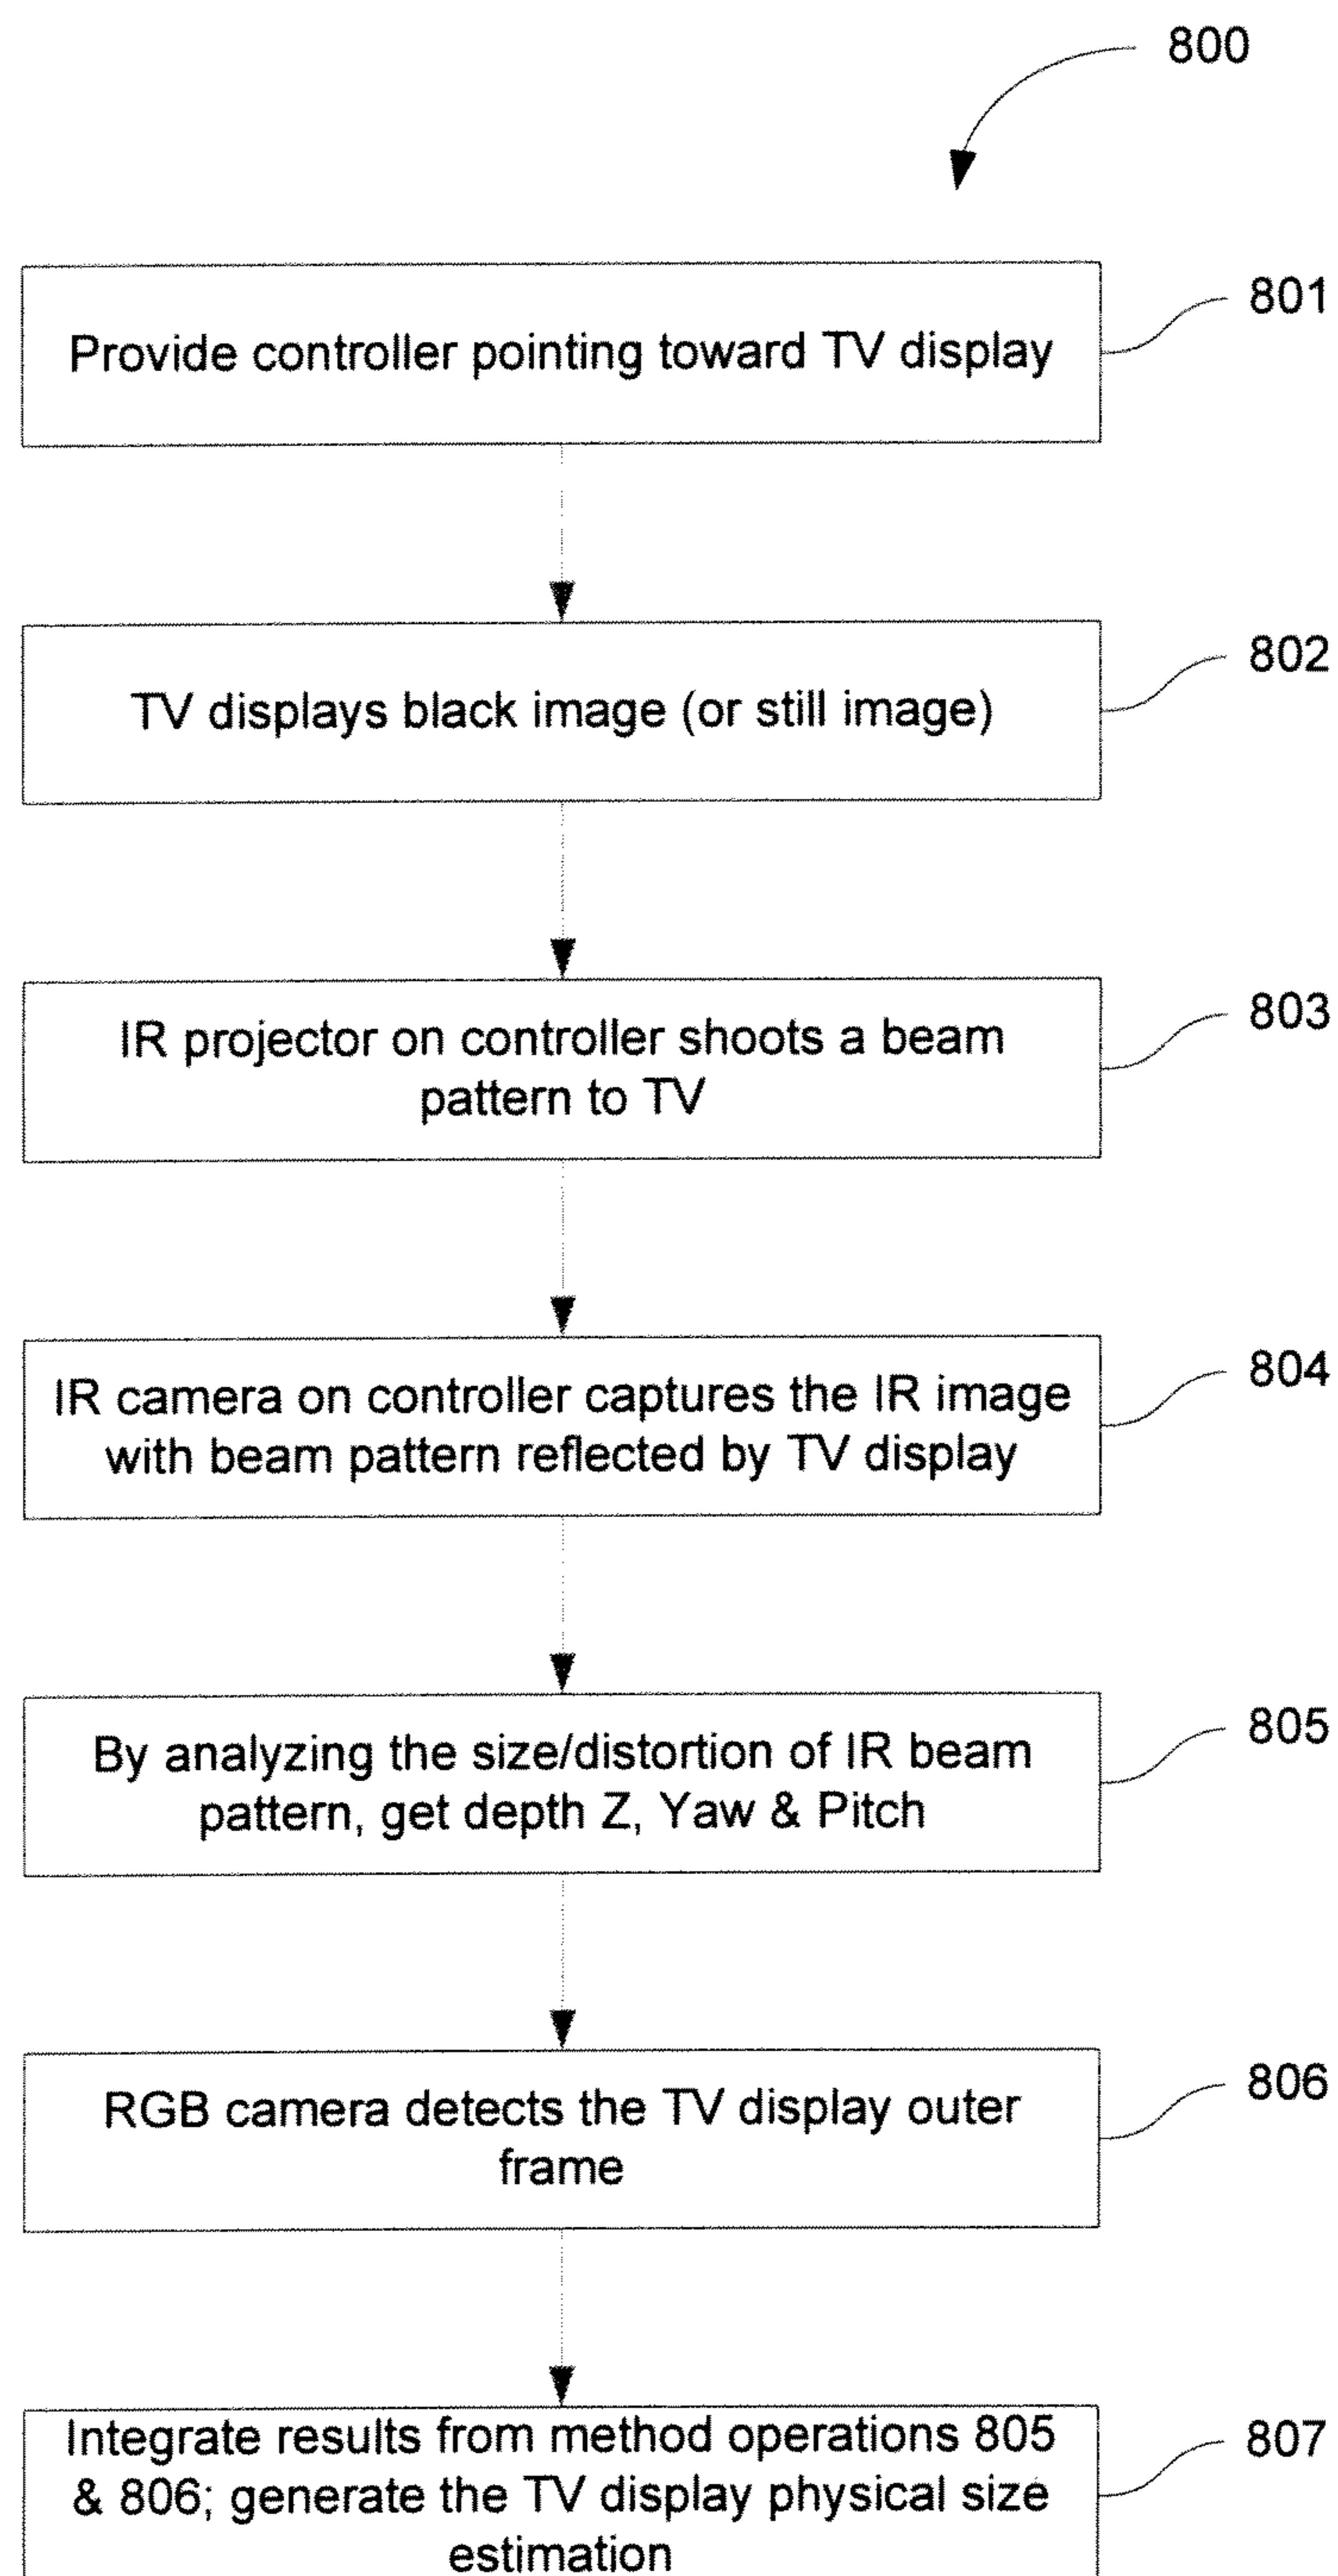 800
Provide controller pointing toward TV display
801
TV displays black image (or still image)
802
IR projector on controller shoots a beam
pattern to TV
803
IR camera on controller captures the IR image
with beam pattern reflected by TV display
804
By analyzing the size/distortion of IR beam
pattern, get depth Z, Yaw & Pitch
805
RGB camera detects the TV display outer
frame
806
Integrate results from method operations 805
& 806; generate the TV display physical size
estimation
807